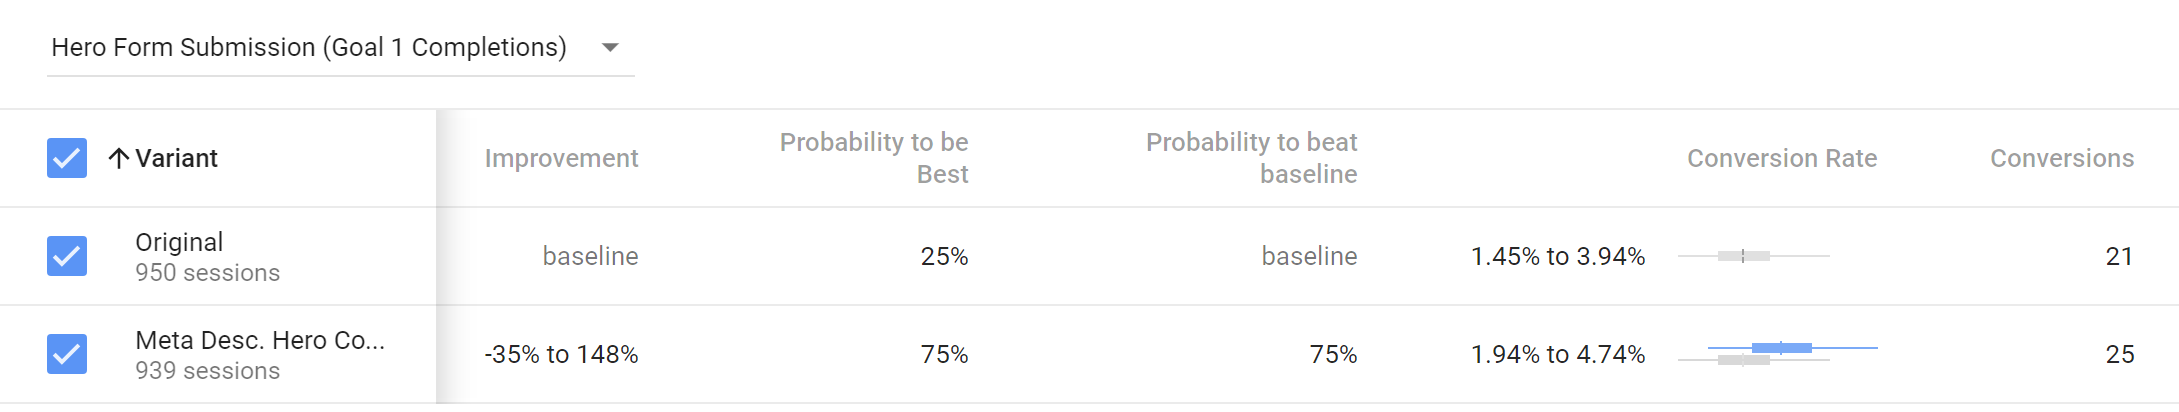 Hero Form Submission (Goal 1 Completions)
Variant
Improvement
Probability to be
Best
Probability to beat
baseline
Conversion Rate
Conversions
Original
950 sessions
baseline
25%
baseline
1.45% to 3.94%
21
Meta Desc. Hero Co...
939 sessions
-35% to 148%
75%
75%
1.94% to 4.74%
25